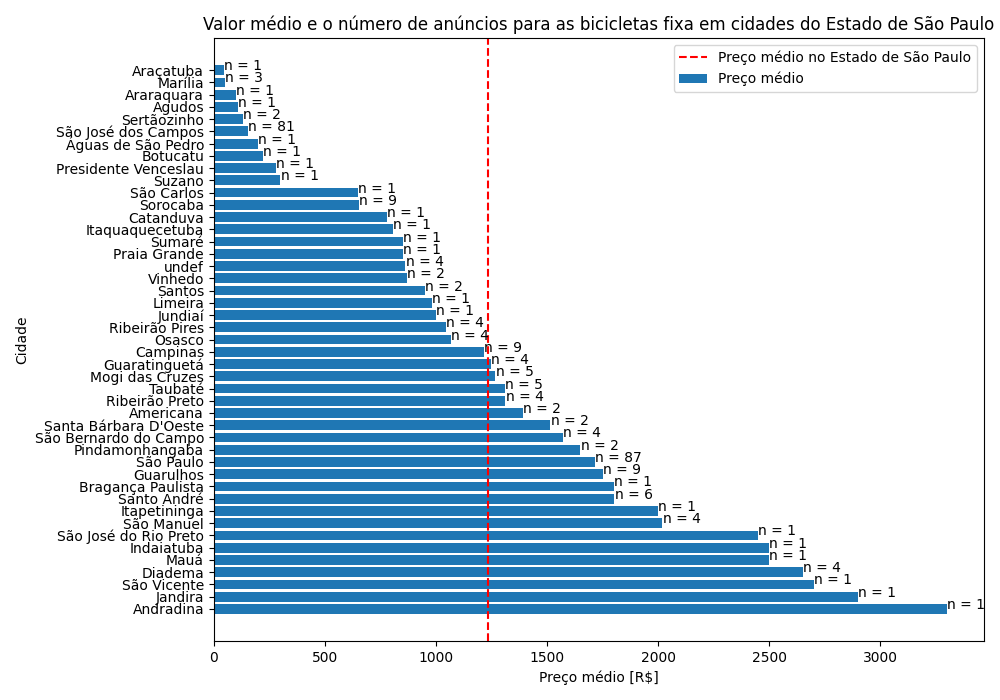 Valor médio e o número de anúncios para as bicicletas fixa em cidades do Estado de São Paulo
Preço médio no Estado de São Paulo
Preço médio
Araçatuba n = 1
Marília n = 3
Araraquara n = 1
Agudos n = 1
Sertãozinho n = 2
São José dos Campos n = 81
Águas de São Pedro n = 1
Botucatu n = 1
Presidente Venceslau n = 1
Suzano n = 1
São Carlos n = 1
Sorocaba n = 9
Catanduva n = 1
Itaquaquecetuba n = 1
Sumaré n = 1
Praia Grande n = 1
undef n = 4
Vinhedo n = 2
Santos n = 2
Limeira n = 1
Jundiaí n = 1
Ribeirão Pires n = 4
Osasco n = 4
Campinas n = 9
Guaratinguetá n = 4
Mogi das Cruzes n = 5
Taubaté n = 5
Ribeirão Preto n = 4
Americana n = 2
Santa Bárbara D'Oeste n = 2
São Bernardo do Campo n = 4
Pindamonhangaba n = 2
São Paulo n = 87
Guarulhos n = 9
Bragança Paulista n = 1
Santo André n = 6
Itapetininga n = 1
São Manuel n = 4
São José do Rio Preto n = 1
Indaiatuba n = 1
Mauá n = 1
Diadema n = 4
São Vicente n = 1
Jandira n = 1
Andradina n = 1
Cidade
0 500 1000 1500 2000 2500 3000
Preço médio [R$]